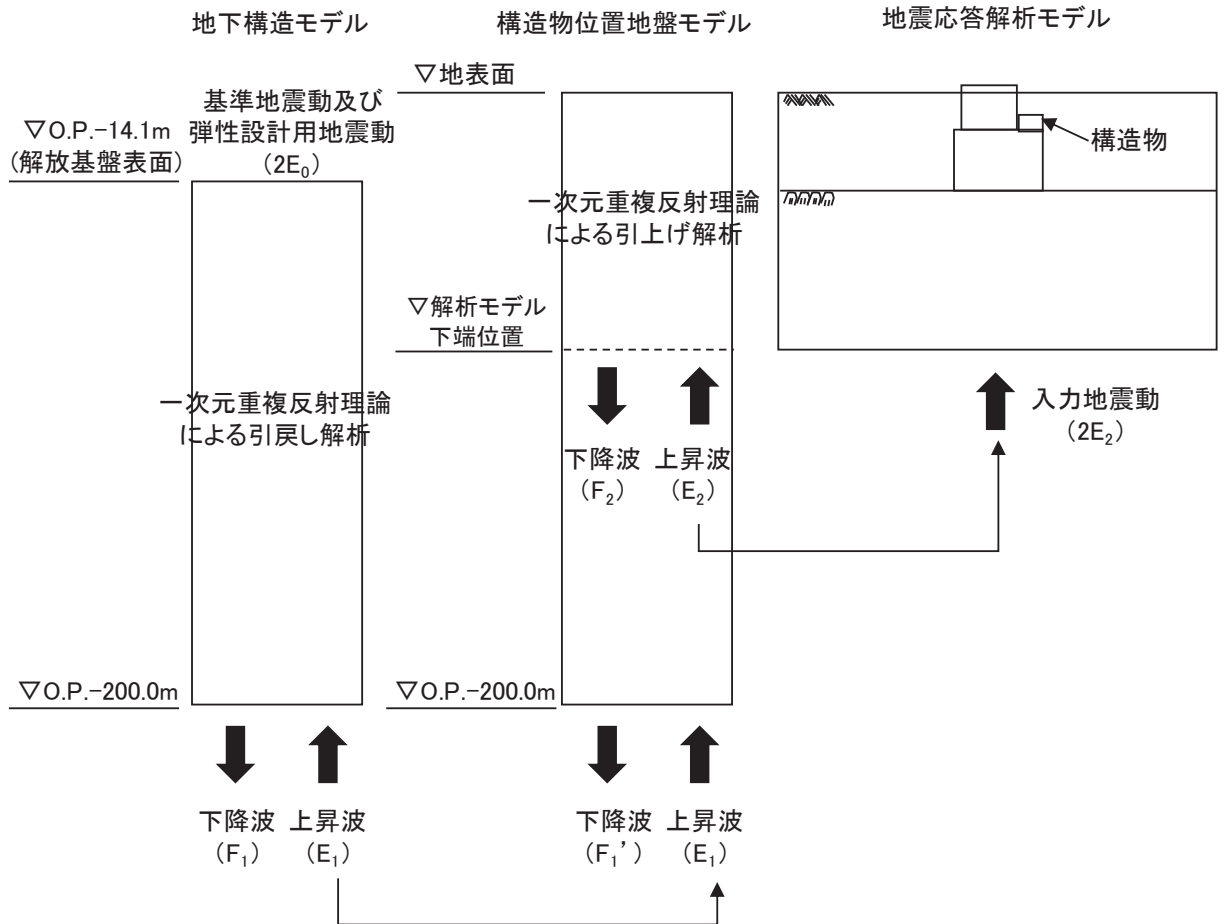 地下構造モデル
基準地震動及び
弾性設計用地震動
（2E₀）
▽O.P.-14.1m
(解放基盤表面)
一次元重複反射理論
による引戻し解析
▽O.P.-200.0m
下降波
（F₁）
上昇波
（E₁）
構造物位置地盤モデル
▽地表面
一次元重複反射理論
による引上げ解析
▽解析モデル
下端位置
下降波
（F₂）
上昇波
（E₂）
▽O.P.-200.0m
下降波
（F₁’）
上昇波
（E₁）
地震応答解析モデル
構造物
入力地震動
（2E₂）